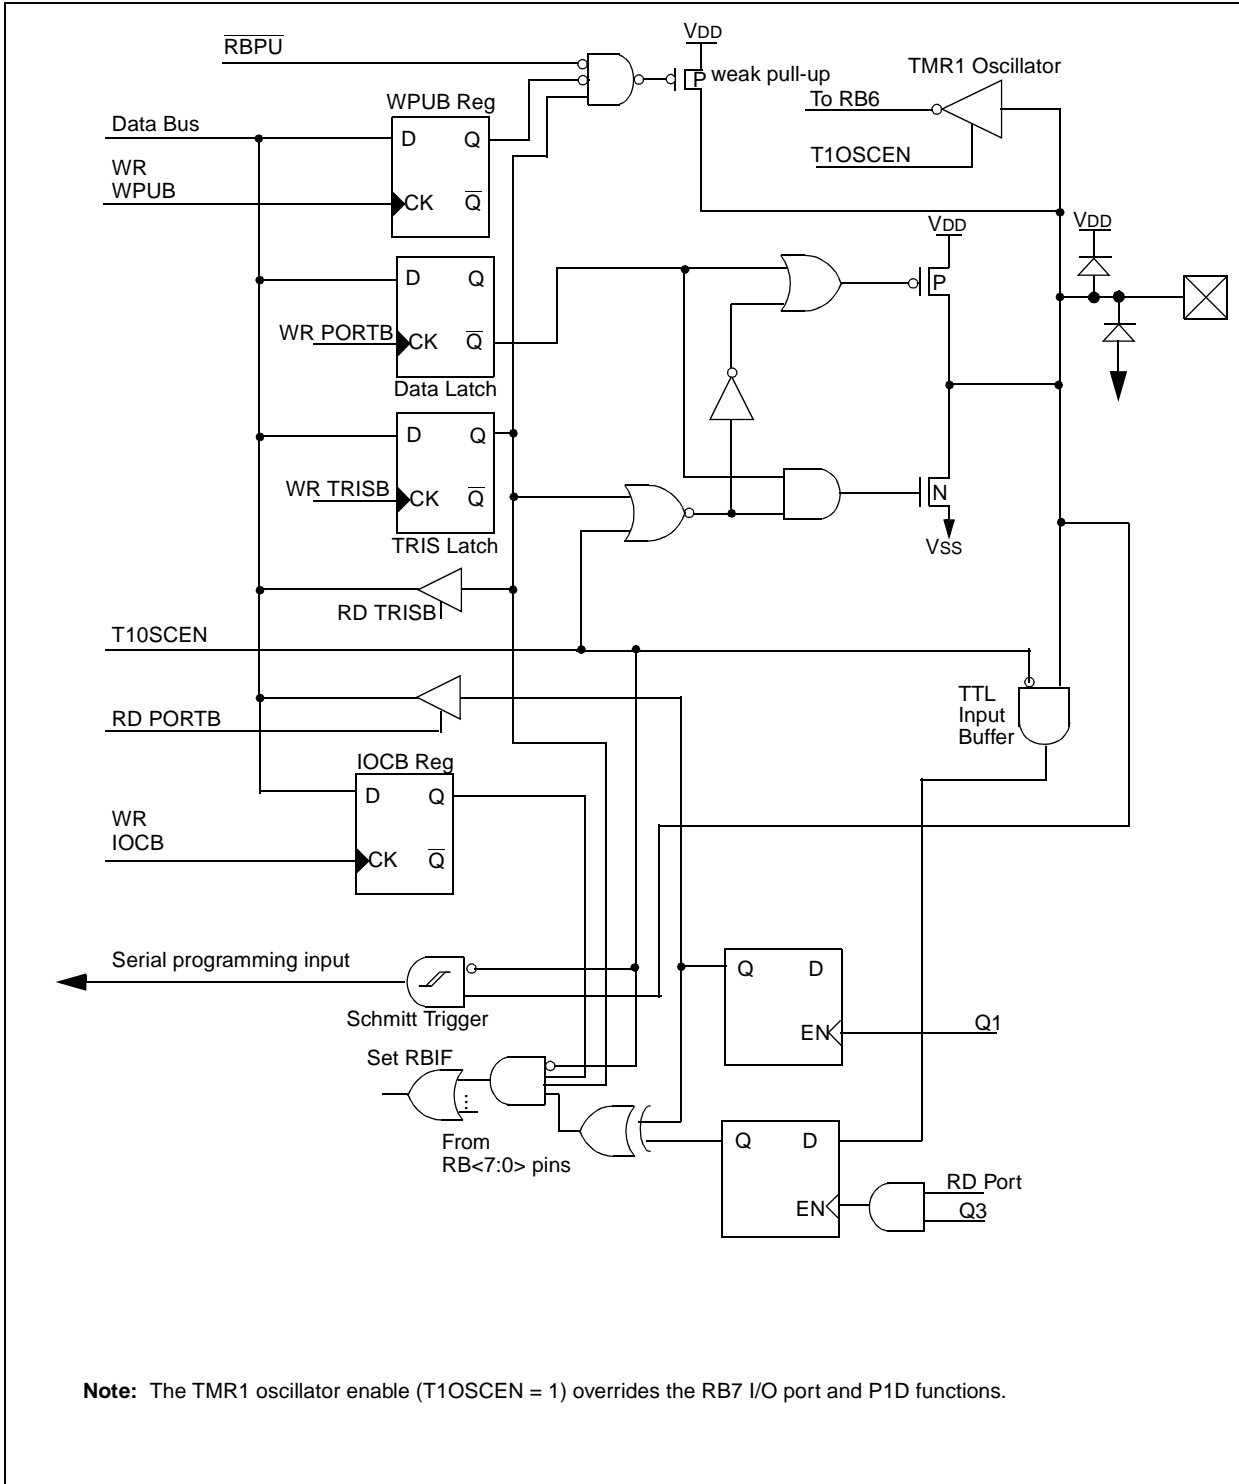 RBPU
VDD
P weak pull-up
TMR1 Oscillator
To RB6
T1OSCEN
WPUB Reg
Data Bus
D Q
WR
WPUB
CK Q
VDD
VDD
D Q
P
WR PORTB
CK Q
Data Latch
D Q
WR TRISB
CK Q
N
TRIS Latch
VSS
RD TRISB
T10SCEN
TTL
Input
Buffer
RD PORTB
IOCB Reg
D Q
WR
IOCB
CK Q
Serial programming input
Q D
Schmitt Trigger
EN
Q1
Set RBIF
From
RB<7:0> pins
Q D
RD Port
EN
Q3
Note: The TMR1 oscillator enable (T1OSCEN = 1) overrides the RB7 I/O port and P1D functions.